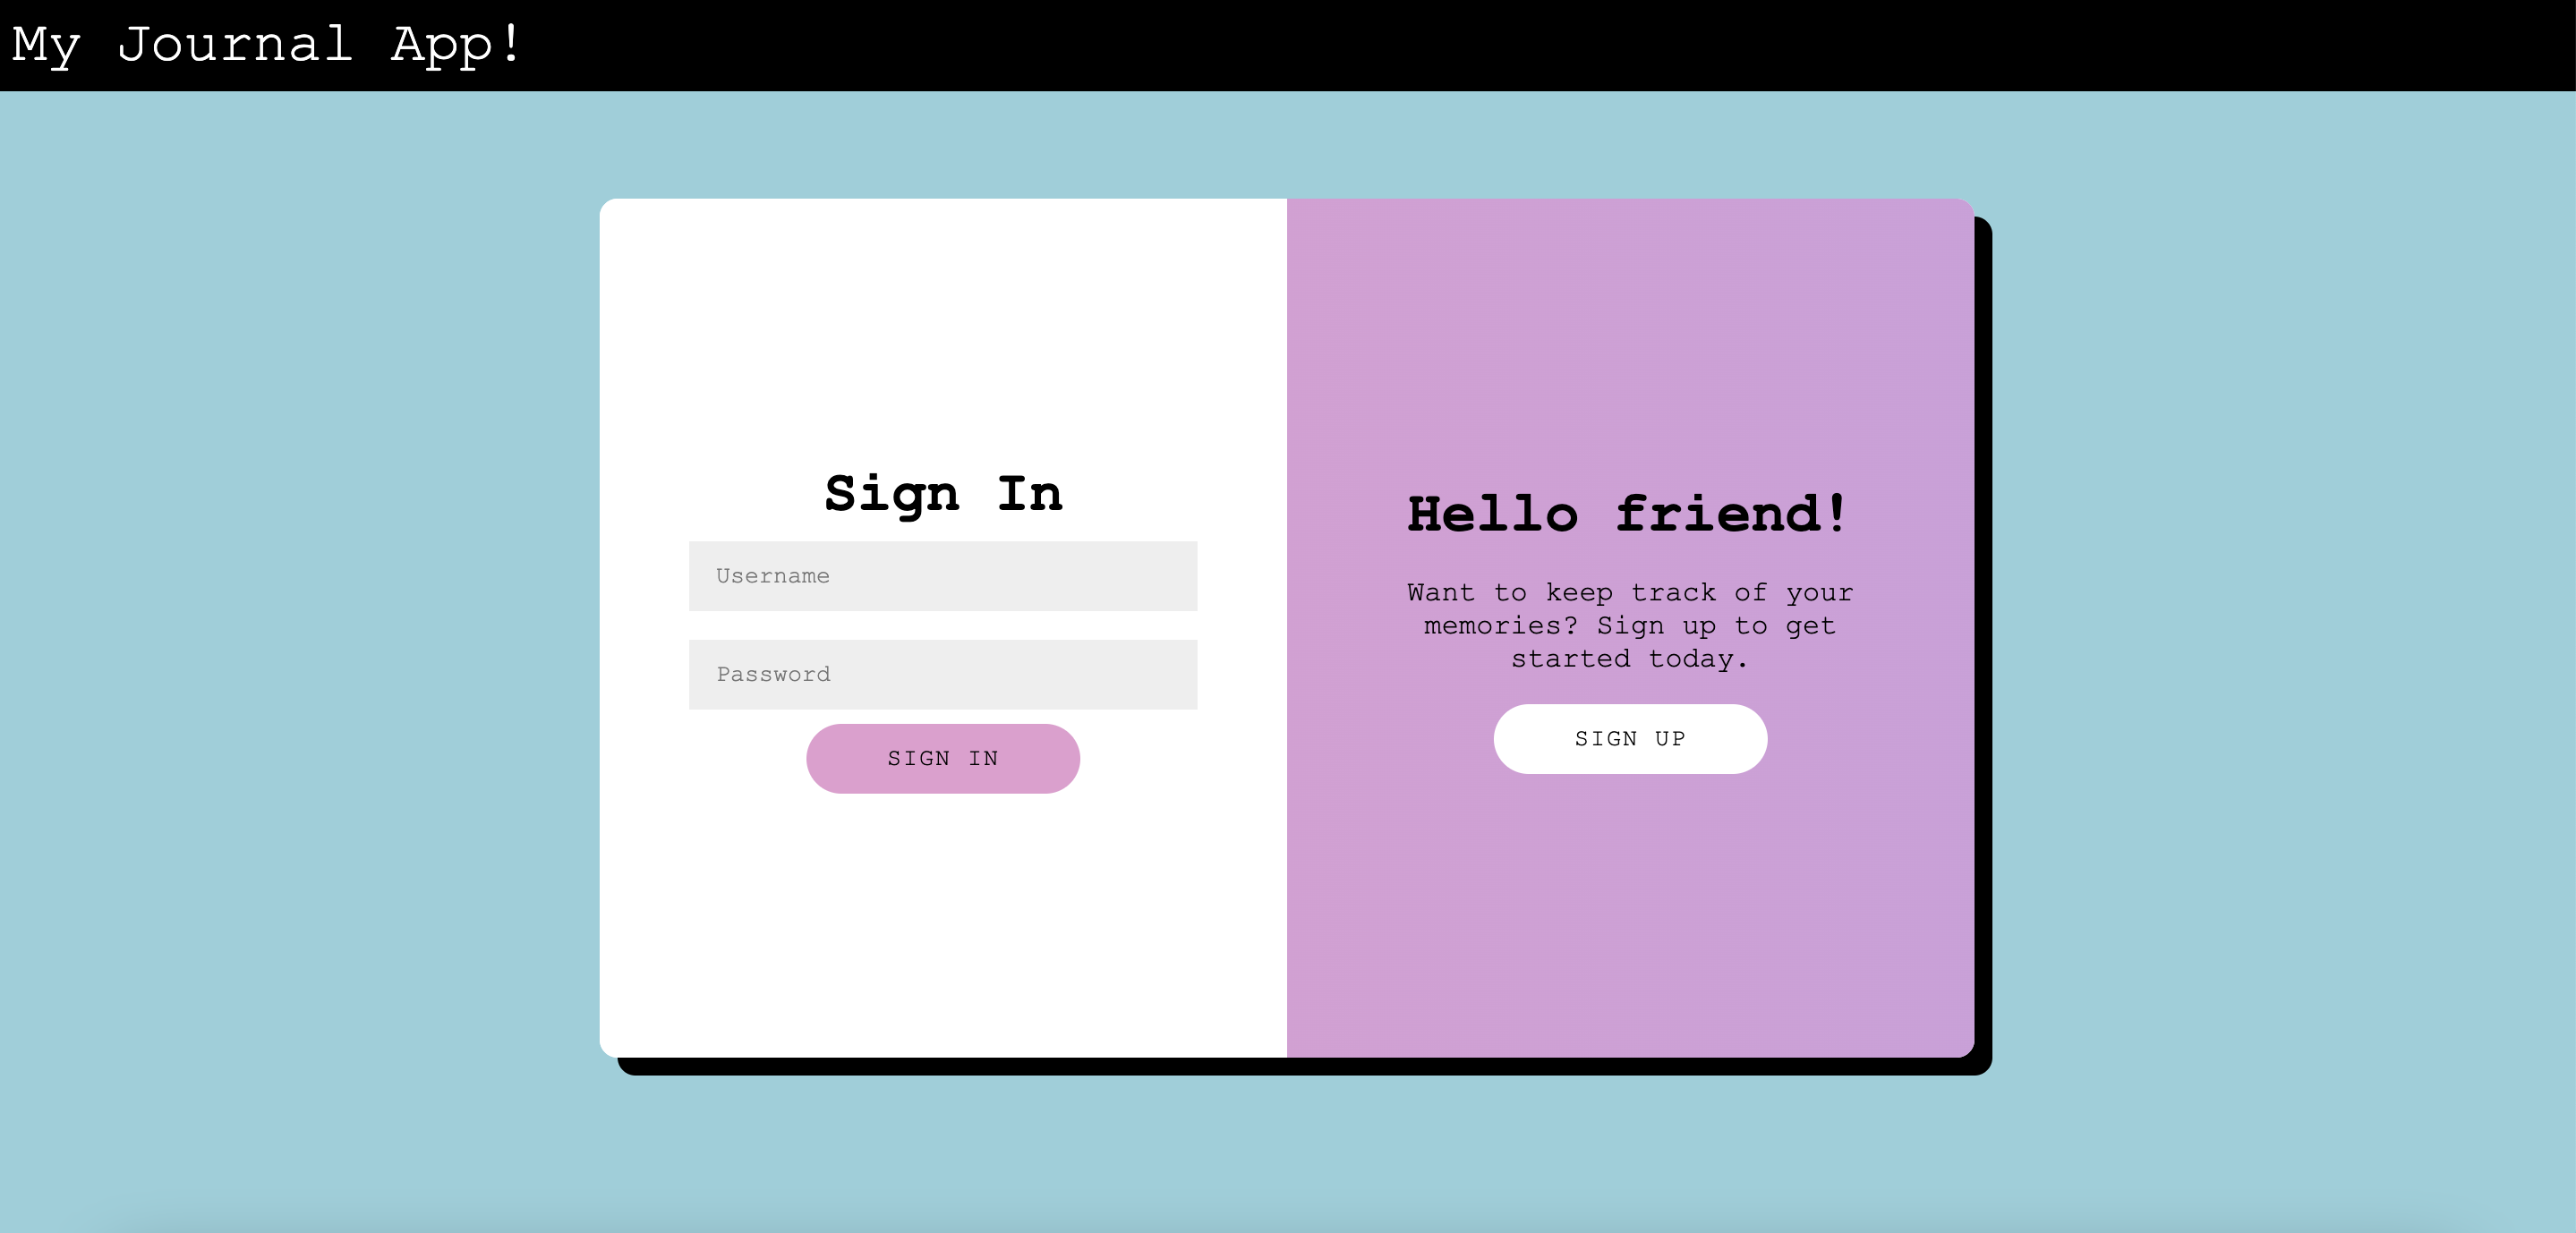 My Journal App!
Sign In
Username
Password
SIGN IN
Hello friend!
Want to keep track of your
memories? Sign up to get
started today.
SIGN UP